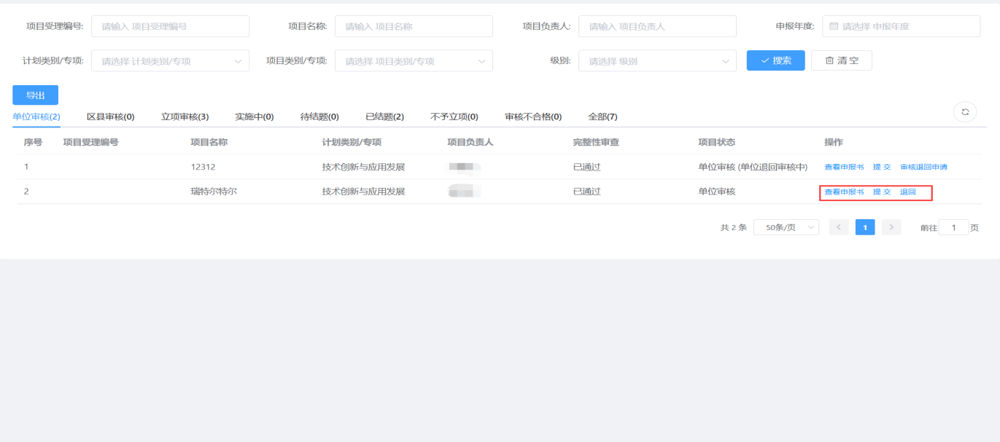 项目受理编号: 请输入 项目受理编号 项目名称: 请输入 项目名称 项目负责人: 请输入 项目负责人 申报年度: 请选择 申报年度
计划类别/专项: 请选择 计划类别/专项 项目类别/专项: 请选择 项目类别/专项 级别: 请选择 级别 搜索 清 空
导出
单位审核(2) 区县审核(0) 立项审核(3) 实施中(0) 待结题(0) 已结题(2) 不予立项(0) 审核不合格(0) 全部(7)
序号 项目受理编号 项目名称 计划类别/专项 项目负责人 完整性审查 项目状态 操作
1 12312 技术创新与应用发展 已通过 单位审核 (单位退回审核中) 查看申报书 提 交 审核退回申请
2 瑞特尔特尔 技术创新与应用发展 已通过 单位审核 查看申报书 提 交 退回
共 2 条 50条/页 < 1 > 前往 1 页